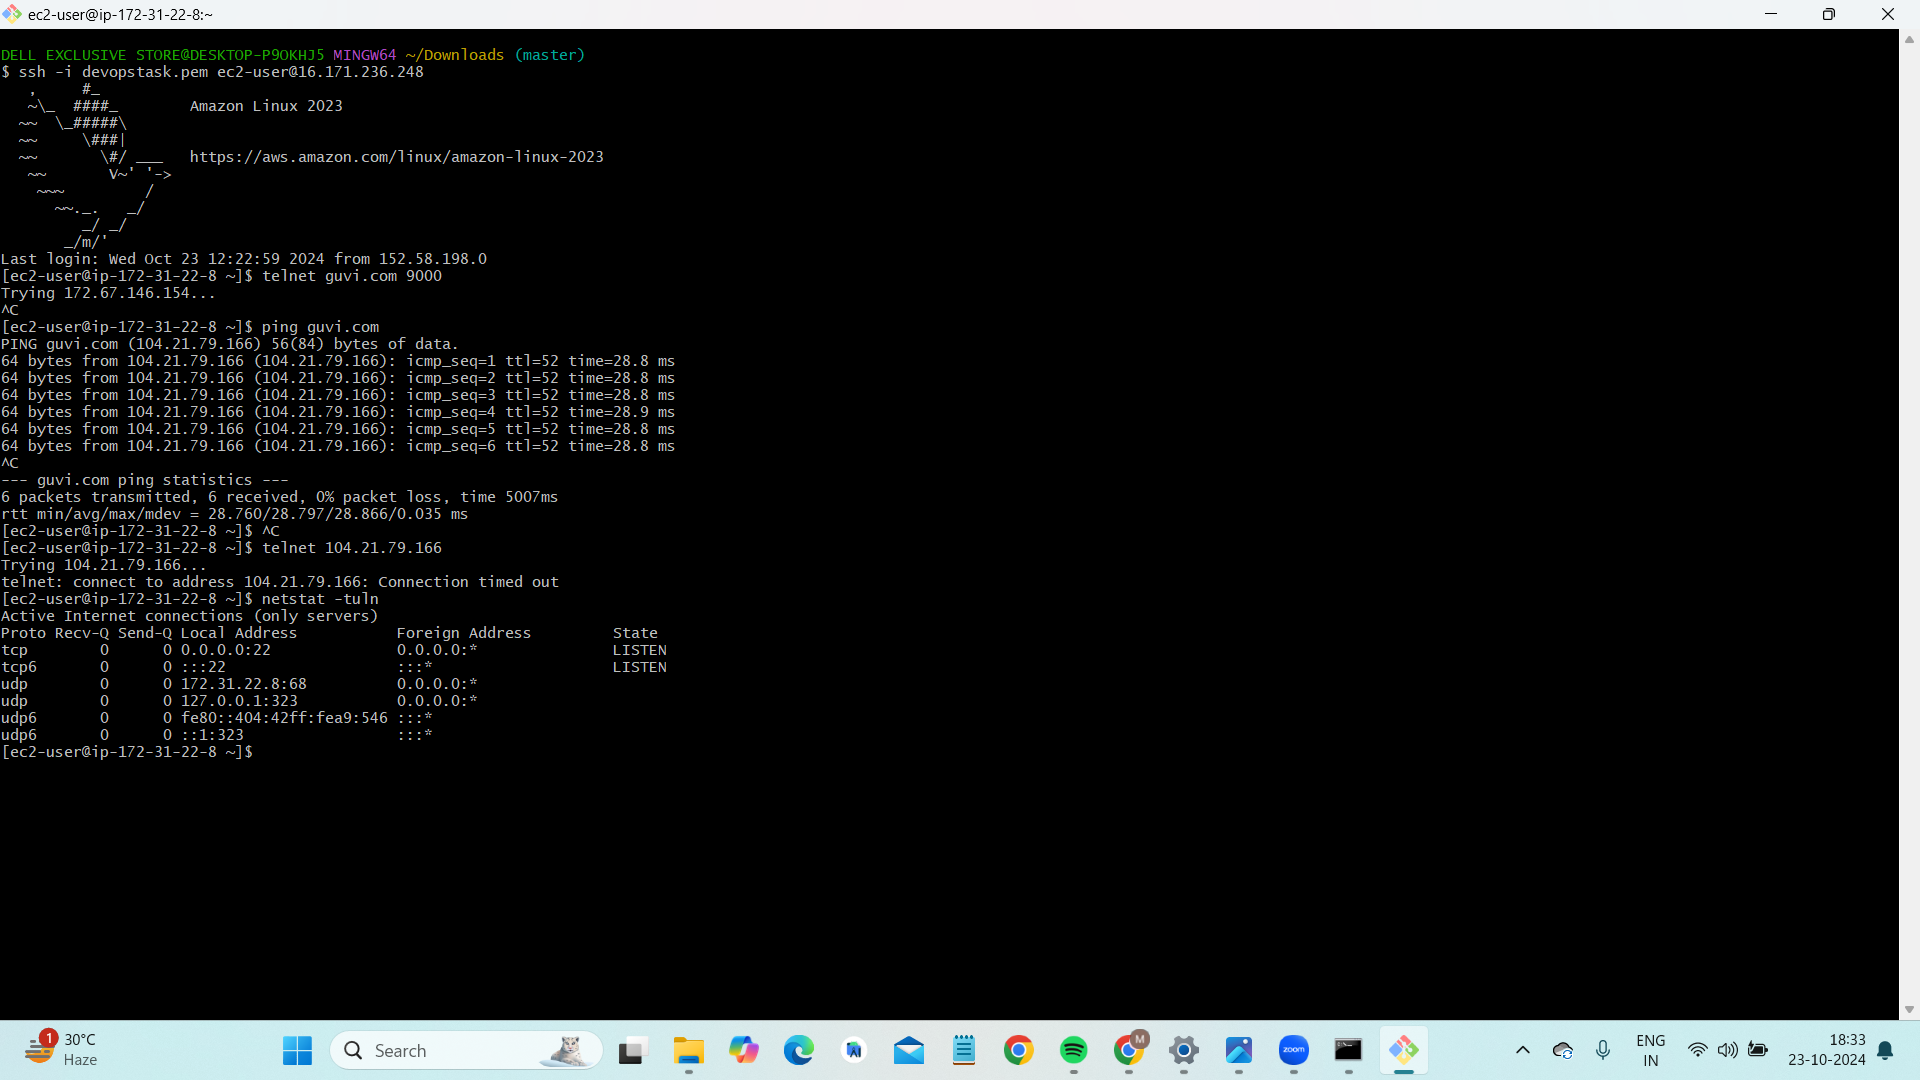 ec2-user@ip-172-31-22-8:~
DELL EXCLUSIVE STORE@DESKTOP-P9OKHJ5 MINGW64 ~/Downloads (master)
$ ssh -i devopstask.pem ec2-user@16.171.236.248
   ,     #_
   ~\_  ####_        Amazon Linux 2023
  ~~  \_#####\
  ~~     \###|
  ~~       \#/ ___   https://aws.amazon.com/linux/amazon-linux-2023
   ~~       V~' '->
    ~~~         /
      ~~._.   _/
         _/ _/
       _/m/'
Last login: Wed Oct 23 12:22:59 2024 from 152.58.198.0
[ec2-user@ip-172-31-22-8 ~]$ telnet guvi.com 9000
Trying 172.67.146.154...
^C
[ec2-user@ip-172-31-22-8 ~]$ ping guvi.com
PING guvi.com (104.21.79.166) 56(84) bytes of data.
64 bytes from 104.21.79.166 (104.21.79.166): icmp_seq=1 ttl=52 time=28.8 ms
64 bytes from 104.21.79.166 (104.21.79.166): icmp_seq=2 ttl=52 time=28.8 ms
64 bytes from 104.21.79.166 (104.21.79.166): icmp_seq=3 ttl=52 time=28.8 ms
64 bytes from 104.21.79.166 (104.21.79.166): icmp_seq=4 ttl=52 time=28.9 ms
64 bytes from 104.21.79.166 (104.21.79.166): icmp_seq=5 ttl=52 time=28.8 ms
64 bytes from 104.21.79.166 (104.21.79.166): icmp_seq=6 ttl=52 time=28.8 ms
^C
--- guvi.com ping statistics ---
6 packets transmitted, 6 received, 0% packet loss, time 5007ms
rtt min/avg/max/mdev = 28.760/28.797/28.866/0.035 ms
[ec2-user@ip-172-31-22-8 ~]$ ^C
[ec2-user@ip-172-31-22-8 ~]$ telnet 104.21.79.166
Trying 104.21.79.166...
telnet: connect to address 104.21.79.166: Connection timed out
[ec2-user@ip-172-31-22-8 ~]$ netstat -tuln
Active Internet connections (only servers)
Proto Recv-Q Send-Q Local Address           Foreign Address         State
tcp        0      0 0.0.0.0:22              0.0.0.0:*               LISTEN
tcp6       0      0 :::22                   :::*                    LISTEN
udp        0      0 172.31.22.8:68          0.0.0.0:*
udp        0      0 127.0.0.1:323           0.0.0.0:*
udp6       0      0 fe80::404:42ff:fea9:546 :::*
udp6       0      0 ::1:323                 :::*
[ec2-user@ip-172-31-22-8 ~]$
1
30°C
Haze
Search
AI
M
zoom
ENG
IN
18:33
23-10-2024